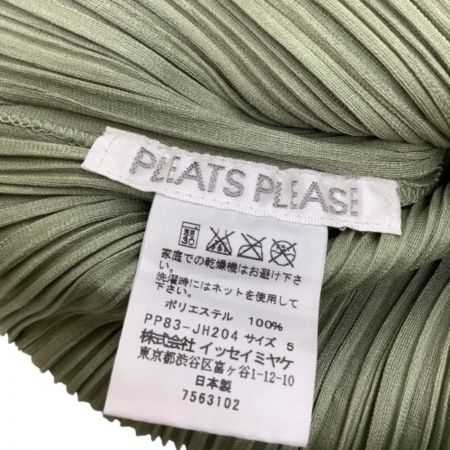 PLEATS PLEASE
家庭での乾燥機はお避け下さ
い。
洗濯時にはネットを使用して
下さい。
ポリエステル 100%
PP83-JH204 サイズ 5
株式会社 イッセイミヤケ
東京都渋谷区富ヶ谷1-12-10
日本製
7563102